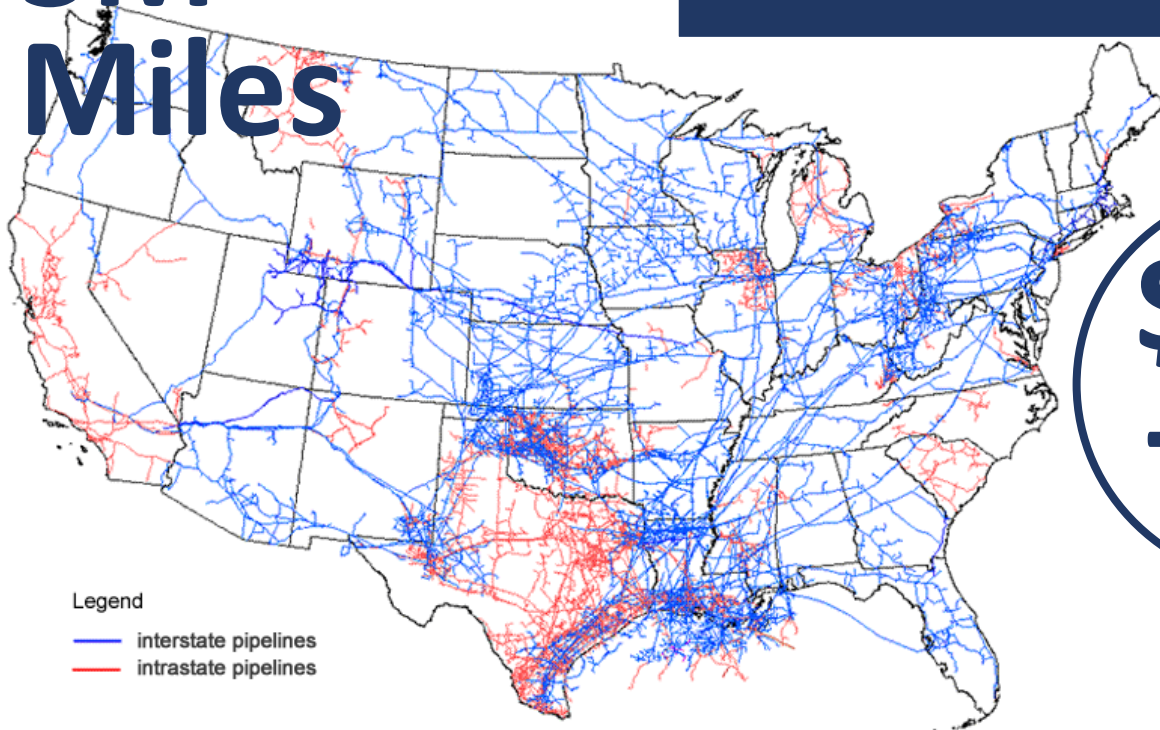 Miles
$
Legend
interstate pipelines
intrastate pipelines